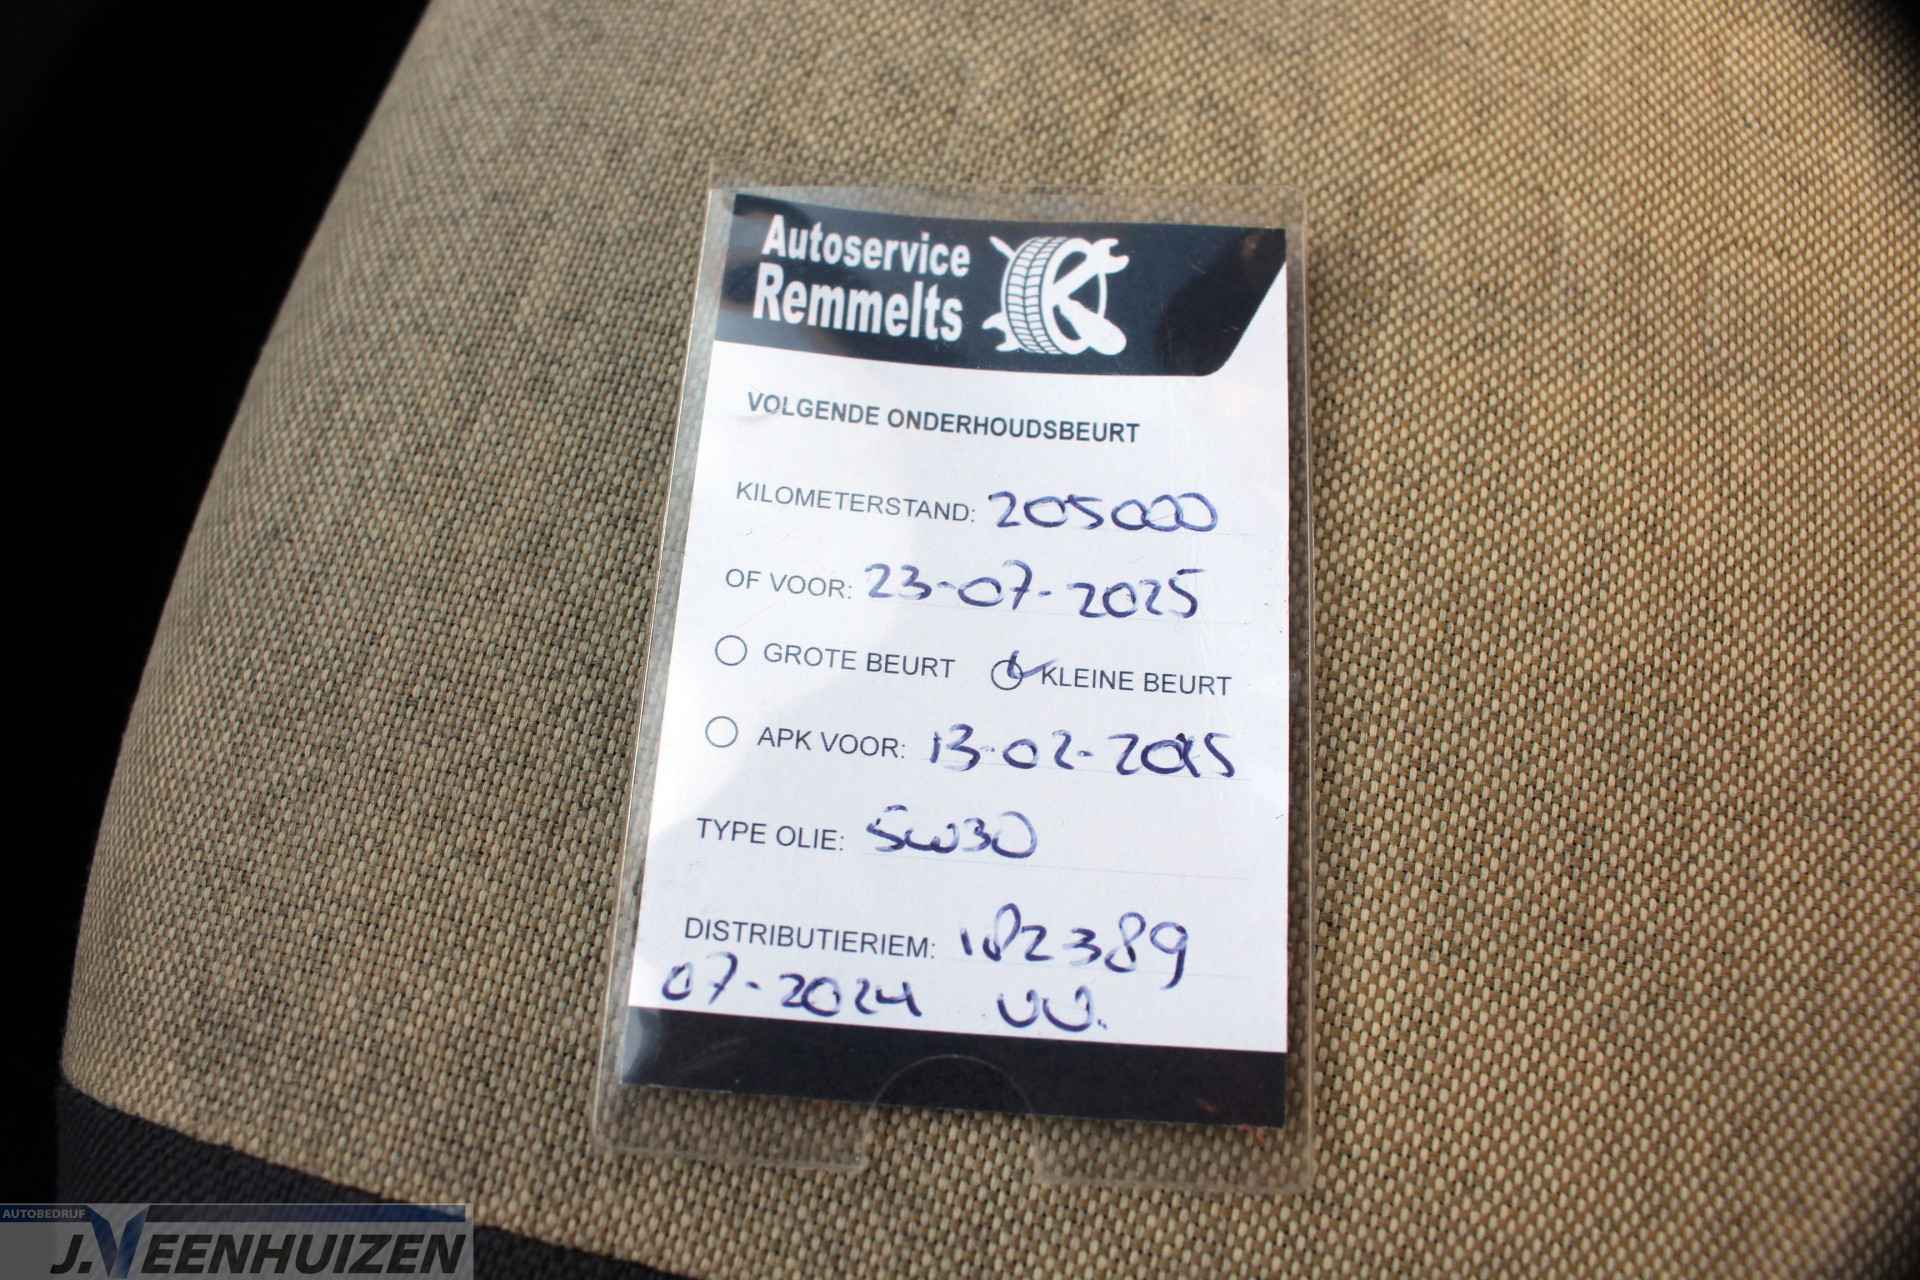 Autoservice
Remmelts
VOLGENDE ONDERHOUDSBEURT
KILOMETERSTAND: 205000
OF VOOR: 23-07-2025
GROTE BEURT KLEINE BEURT
APK VOOR: 13-02-2025
TYPE OLIE: 5W30
DISTRIBUTIERIEM: 182389
07-2024
AUTOBEDRIJF
J.VEENHUIZEN